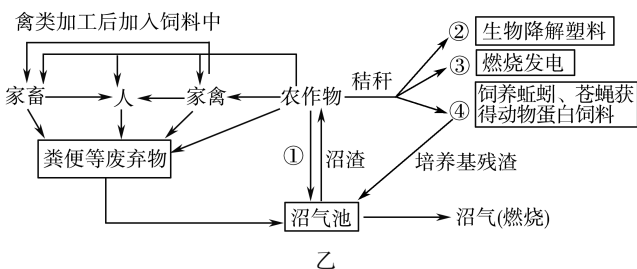 禽类加工后加入饲料中
② 生物降解塑料
③ 燃烧发电
秸秆
家畜 人 家禽 农作物
④ 饲养蚯蚓、苍蝇获
得动物蛋白饲料
粪便等废弃物
① 沼渣
培养基残渣
沼气池
沼气(燃烧)
乙